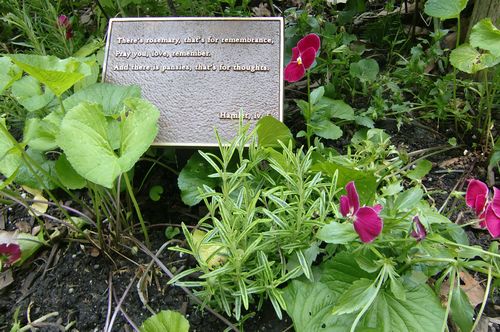 There's rosemary, that's for remembrance,
Pray you, love, remember.
And there is pansies, that's for thoughts.
Hamlet, iv.